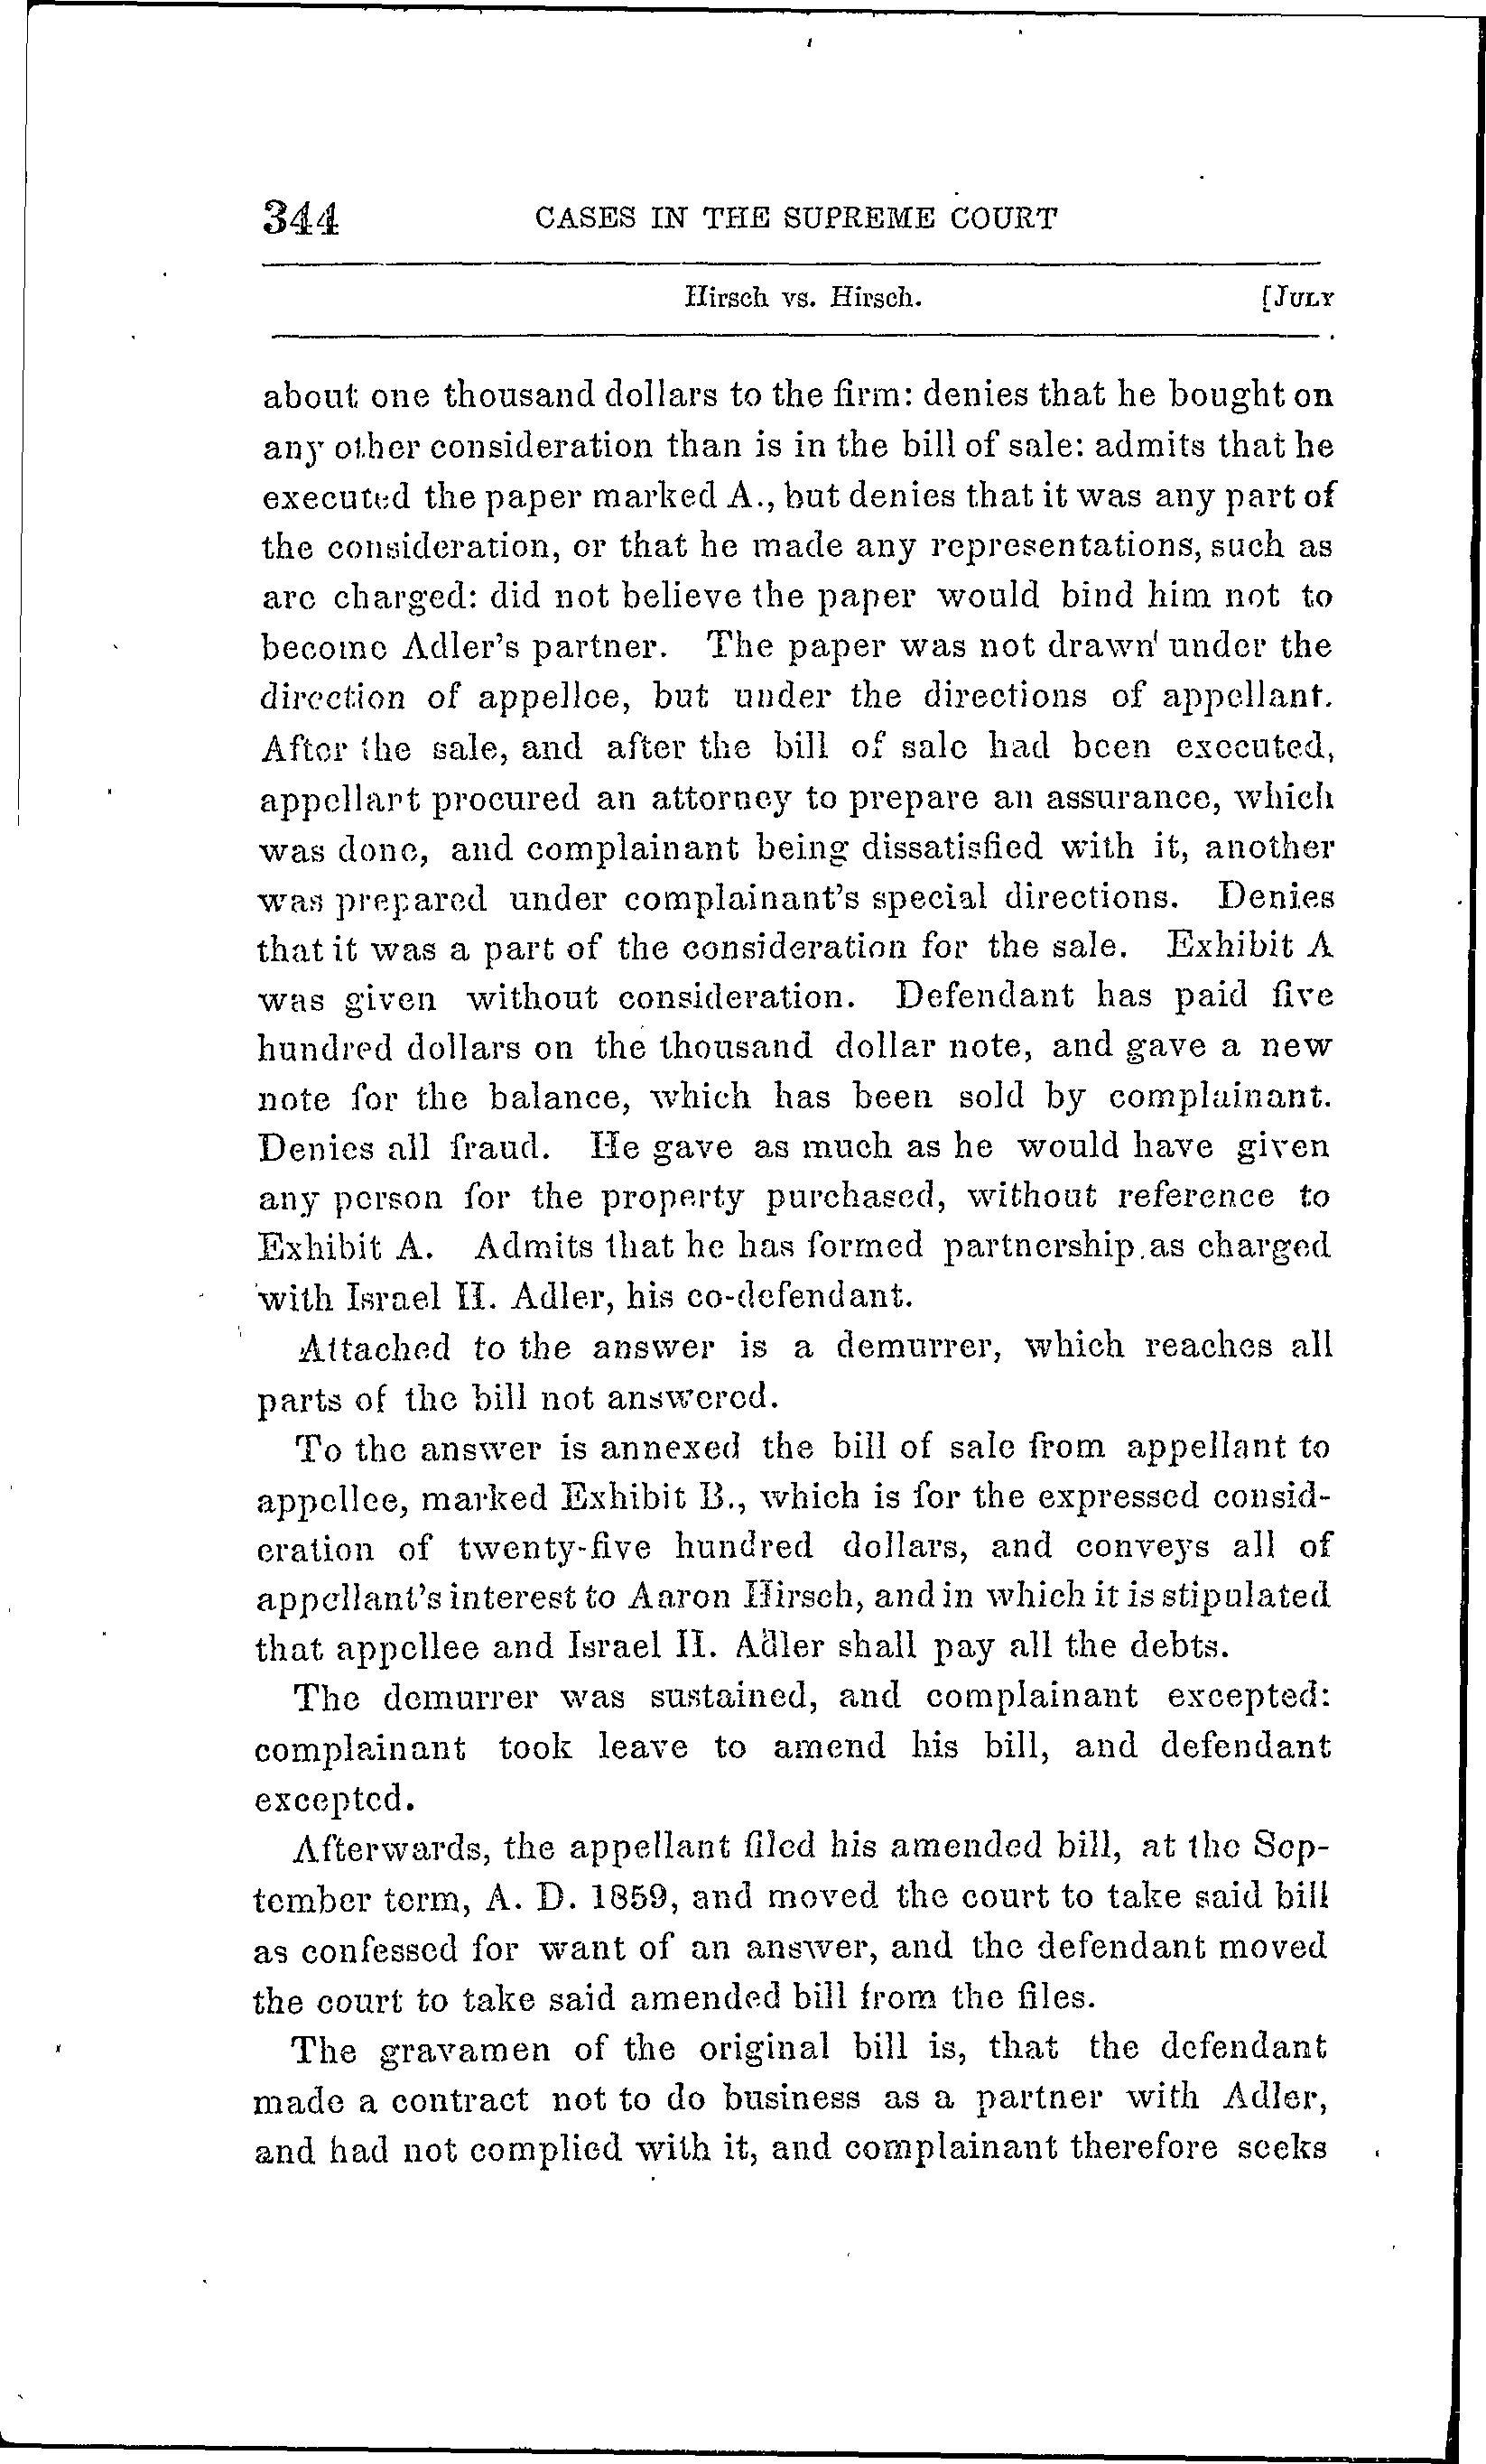 344 CASES IN THE SUPREME COURT
Hirsch vs. Hirsch. [JULY
about one thousand dollars to the firm: denies that he bought on
any other consideration than is in the bill of sale: admits that he
executed the paper marked A., but denies that it was any part of
the consideration, or that he made any representations, such as
are charged: did not believe the paper would bind him not to
become Adler's partner. The paper was not drawn under the
direction of appellee, but under the directions of appellant.
After the sale, and after the bill of sale had been executed,
appellant procured an attorney to prepare an assurance, which
was done, and complainant being dissatisfied with it, another
was prepared under complainant's special directions. Denies
that it was a part of the consideration for the sale. Exhibit A
was given without consideration. Defendant has paid five
hundred dollars on the thousand dollar note, and gave a new
note for the balance, which has been sold by complainant.
Denies all fraud. He gave as much as he would have given
any person for the property purchased, without reference to
Exhibit A. Admits that he has formed partnership as charged
with Israel H. Adler, his co-defendant.
Attached to the answer is a demurrer, which reaches all
parts of the bill not answered.
To the answer is annexed the bill of sale from appellant to
appellee, marked Exhibit B., which is for the expressed consid-
eration of twenty-five hundred dollars, and conveys all of
appellant's interest to Aaron Hirsch, and in which it is stipulated
that appellee and Israel H. Adler shall pay all the debts.
The demurrer was sustained, and complainant excepted:
complainant took leave to amend his bill, and defendant
excepted.
Afterwards, the appellant filed his amended bill, at the Sep-
tember term, A. D. 1859, and moved the court to take said bill
as confessed for want of an answer, and the defendant moved
the court to take said amended bill from the files.
The gravamen of the original bill is, that the defendant
made a contract not to do business as a partner with Adler,
and had not complied with it, and complainant therefore seeks